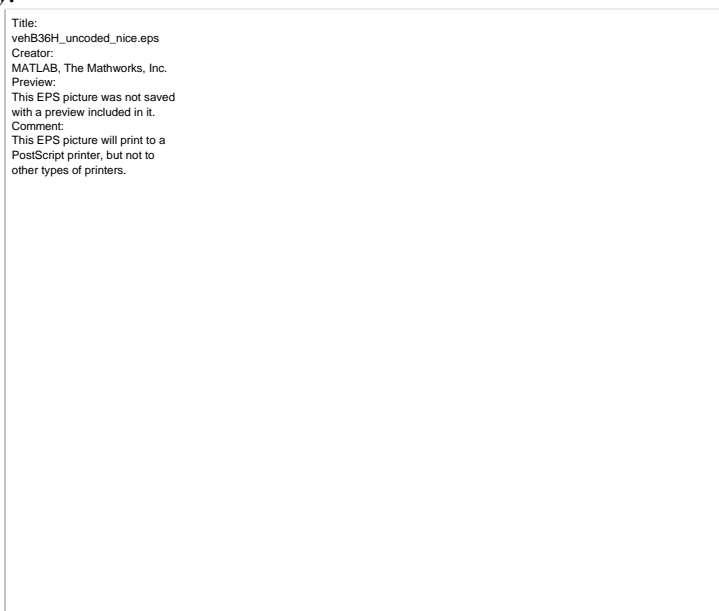 Title:
vehB36H_uncoded_nice.eps
Creator:
MATLAB, The Mathworks, Inc.
Preview:
This EPS picture was not saved
with a preview included in it.
Comment:
This EPS picture will print to a
PostScript printer, but not to
other types of printers.